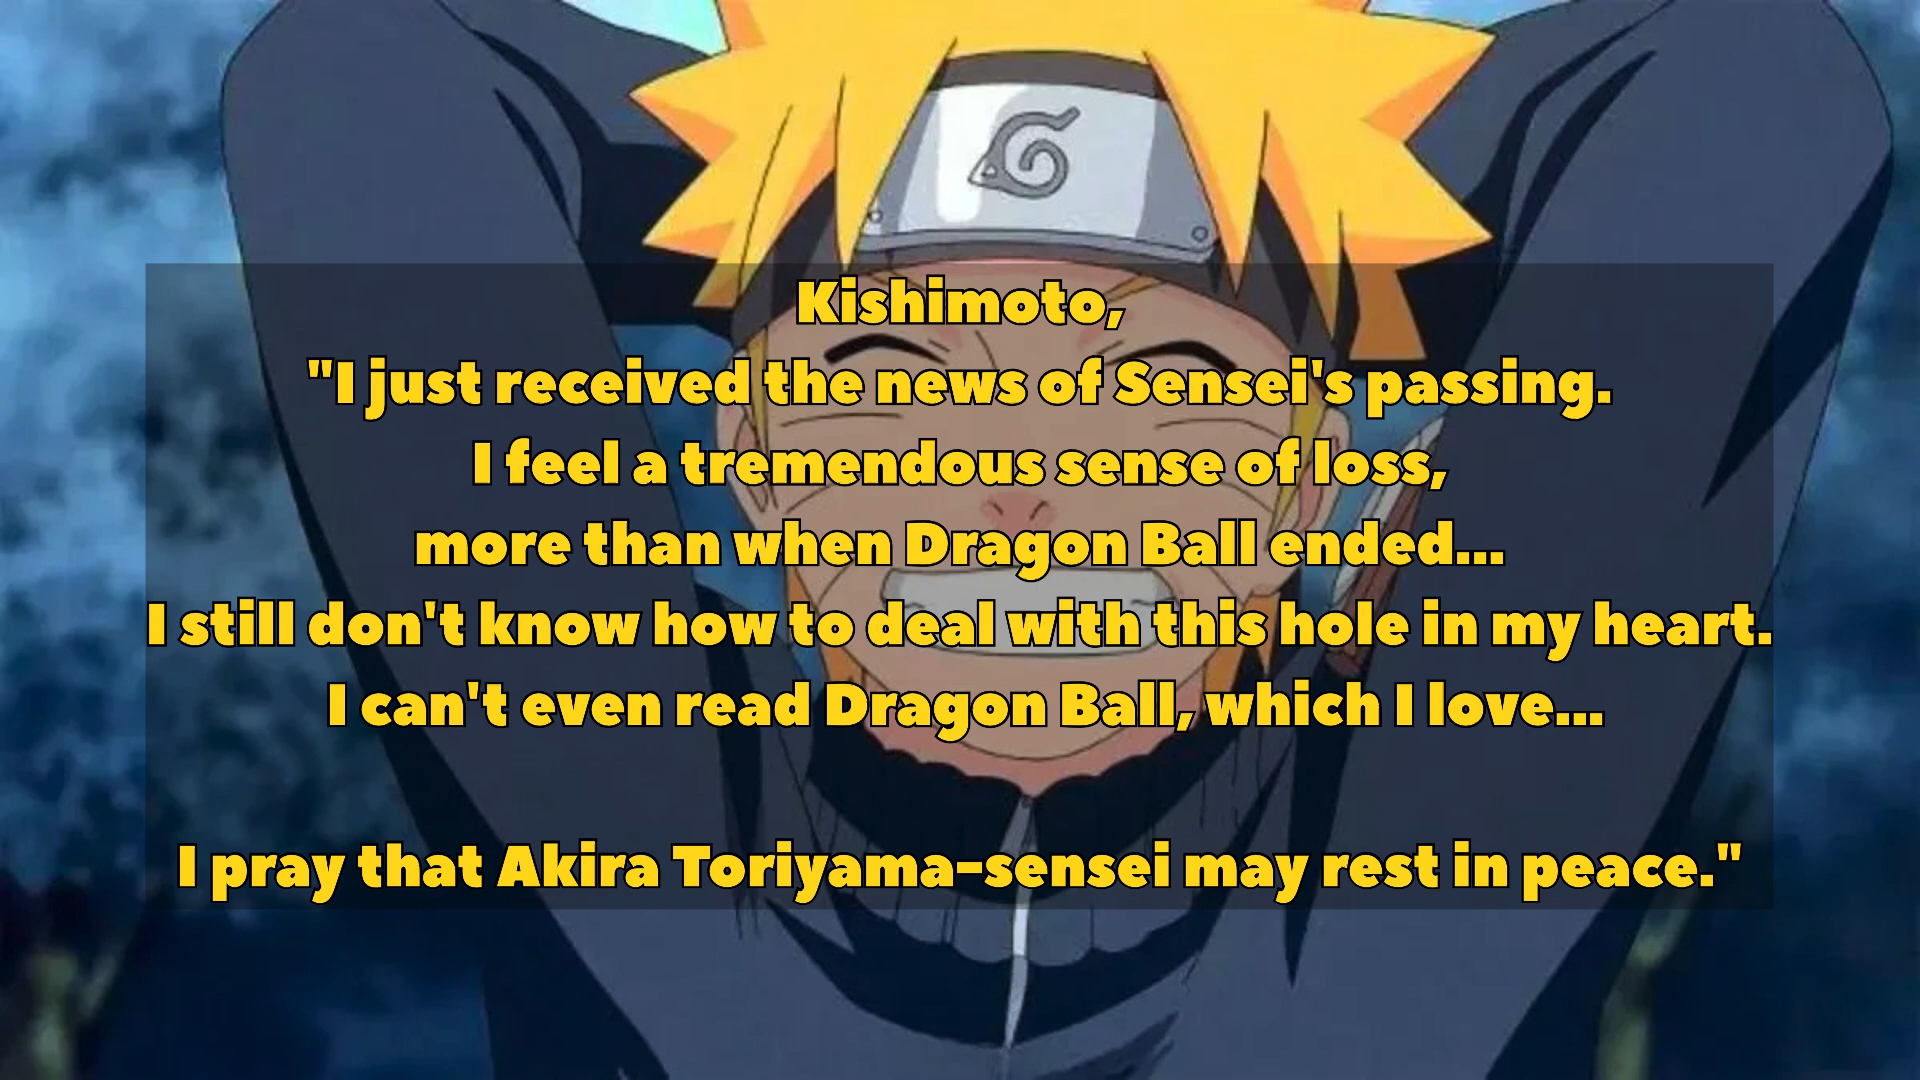 Kishimoto,
"I just received the news of Sensei's passing.
I feel a tremendous sense of loss,
more than when Dragon Ball ended...
I still don't know how to deal with this hole in my heart.
I can't even read Dragon Ball, which I love...
I pray that Akira Toriyama-sensei may rest in peace."